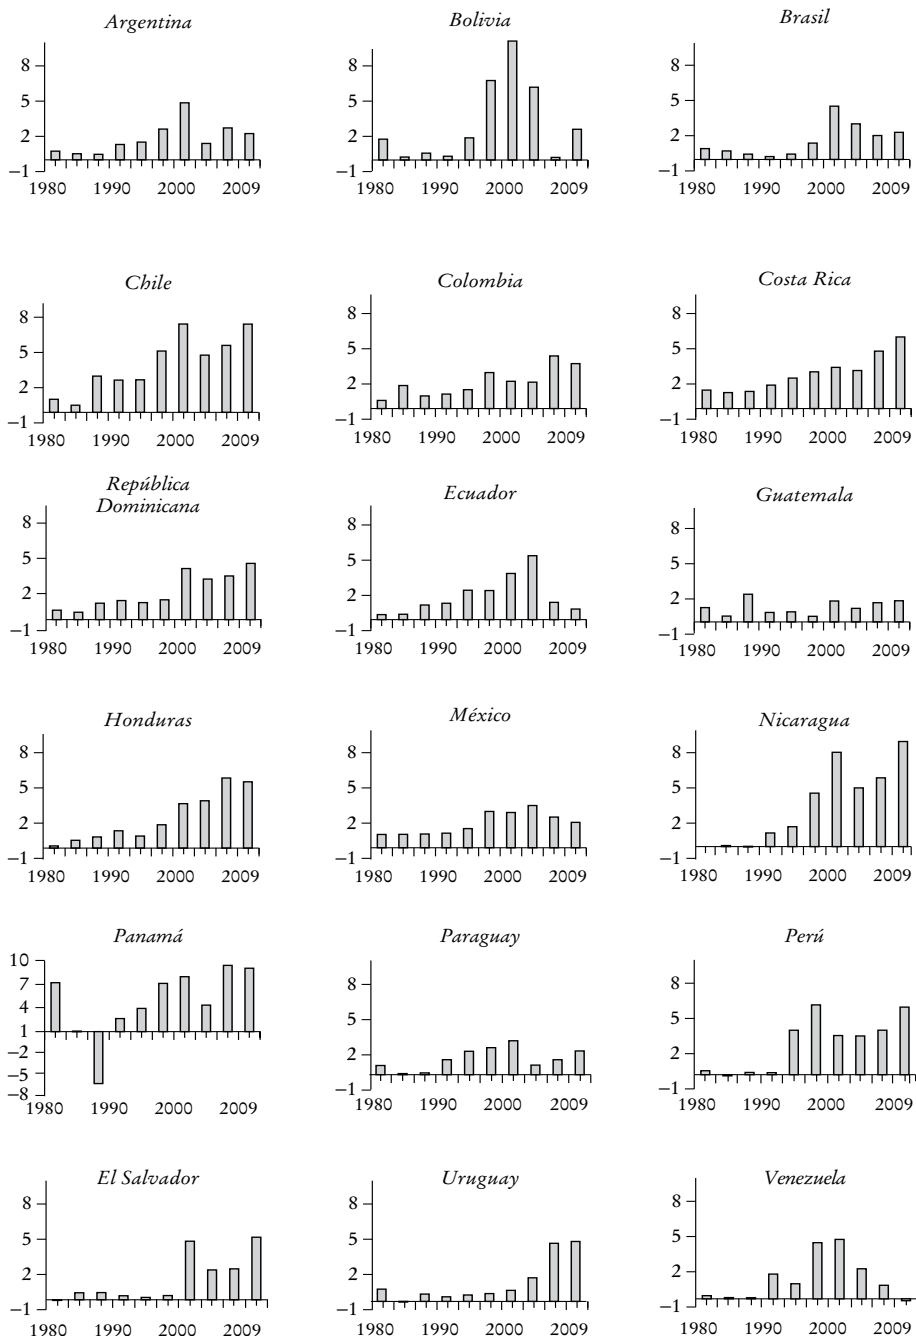 Argentina
8
5
2
−1
1980 1990 2000 2009
Bolivia
8
5
2
−1
1980 1990 2000 2009
Brasil
8
5
2
−1
1980 1990 2000 2009
Chile
8
5
2
−1
1980 1990 2000 2009
Colombia
8
5
2
−1
1980 1990 2000 2009
Costa Rica
8
5
2
−1
1980 1990 2000 2009
República
Dominicana
8
5
2
−1
1980 1990 2000 2009
Ecuador
8
5
2
−1
1980 1990 2000 2009
Guatemala
8
5
2
−1
1980 1990 2000 2009
Honduras
8
5
2
−1
1980 1990 2000 2009
México
8
5
2
−1
1980 1990 2000 2009
Nicaragua
8
5
2
−1
1980 1990 2000 2009
Panamá
10
7
4
1
−2
−5
−8
1980 1990 2000 2009
Paraguay
8
5
2
−1
1980 1990 2000 2009
Perú
8
5
2
−1
1980 1990 2000 2009
El Salvador
8
5
2
−1
1980 1990 2000 2009
Uruguay
8
5
2
−1
1980 1990 2000 2009
Venezuela
8
5
2
−1
1980 1990 2000 2009